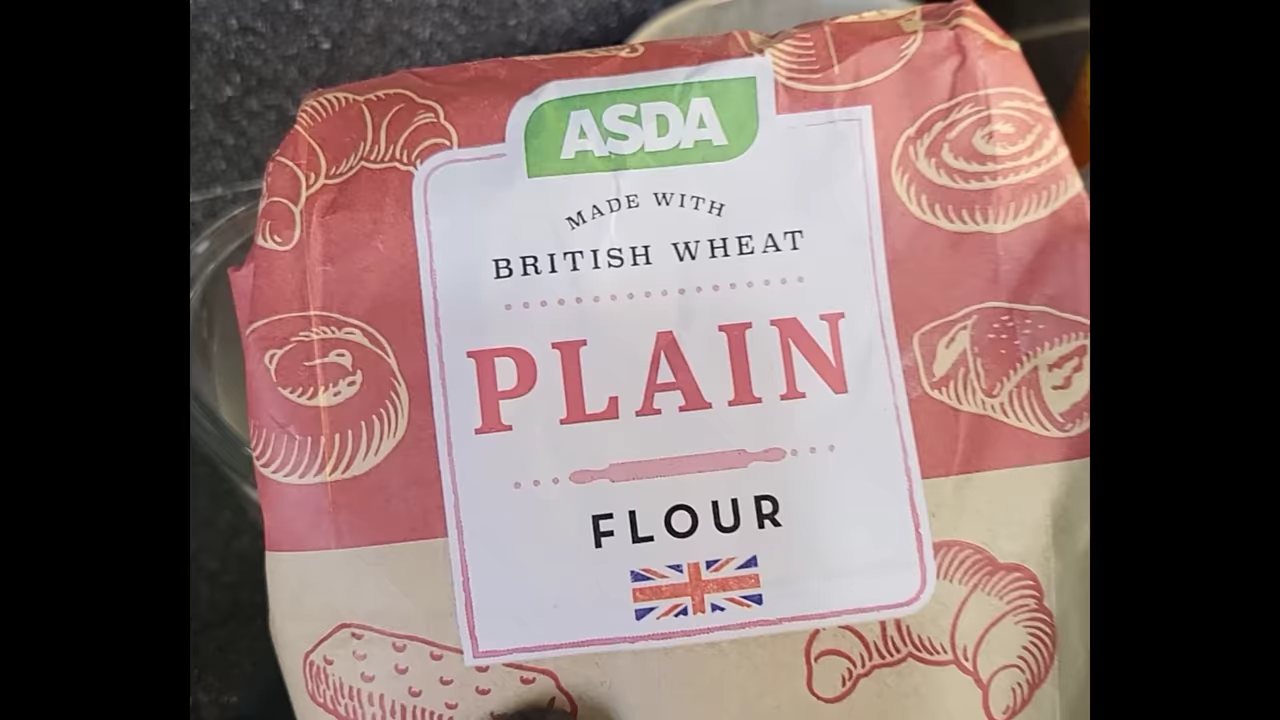 ASDA
MADE WITH
BRITISH WHEAT
PLAIN
FLOUR